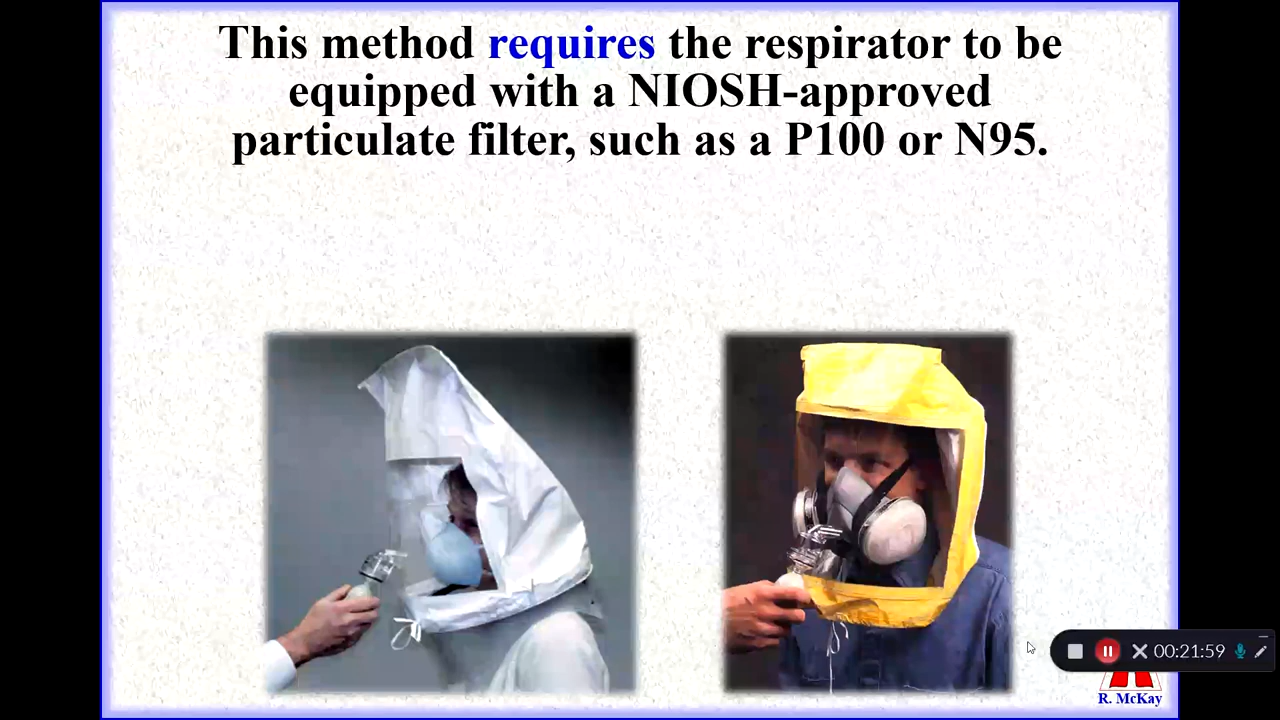 This method requires the respirator to be
equipped with a NIOSH-approved
particulate filter, such as a P100 or N95.
00:21:59
R. McKay